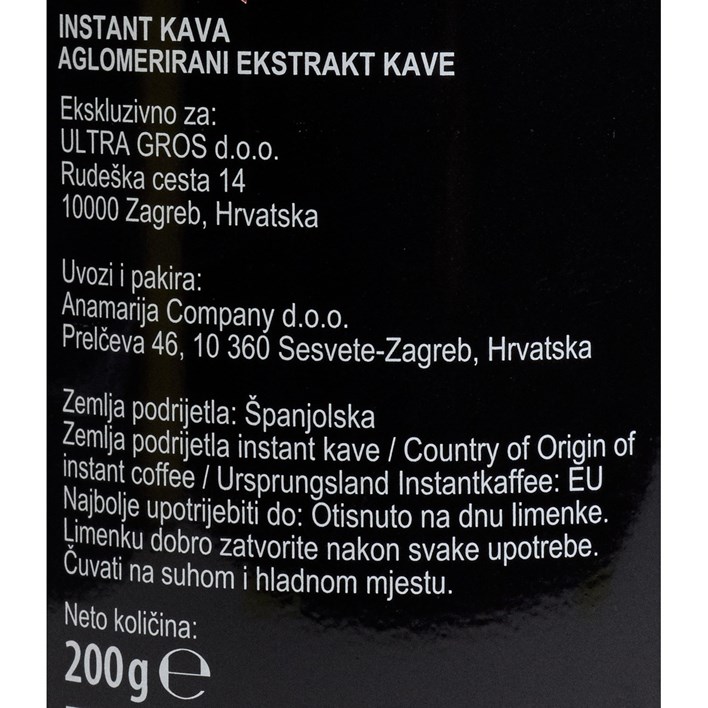 INSTANT KAVA
AGLOMERIRANI EKSTRAKT KAVE
Ekskluzivno za:
ULTRA GROS d.o.o.
Rudeška cesta 14
10000 Zagreb, Hrvatska
Uvozi i pakira:
Anamarija Company d.o.o.
Prelčeva 46, 10 360 Sesvete-Zagreb, Hrvatska
Zemlja podrijetla: Španjolska
Zemlja podrijetla instant kave / Country of Origin of
instant coffee / Ursprungsland Instantkaffee: EU
Najbolje upotrijebiti do: Otisnuto na dnu limenke.
Limenku dobro zatvorite nakon svake upotrebe.
Čuvati na suhom i hladnom mjestu.
Neto količina:
200g ℮